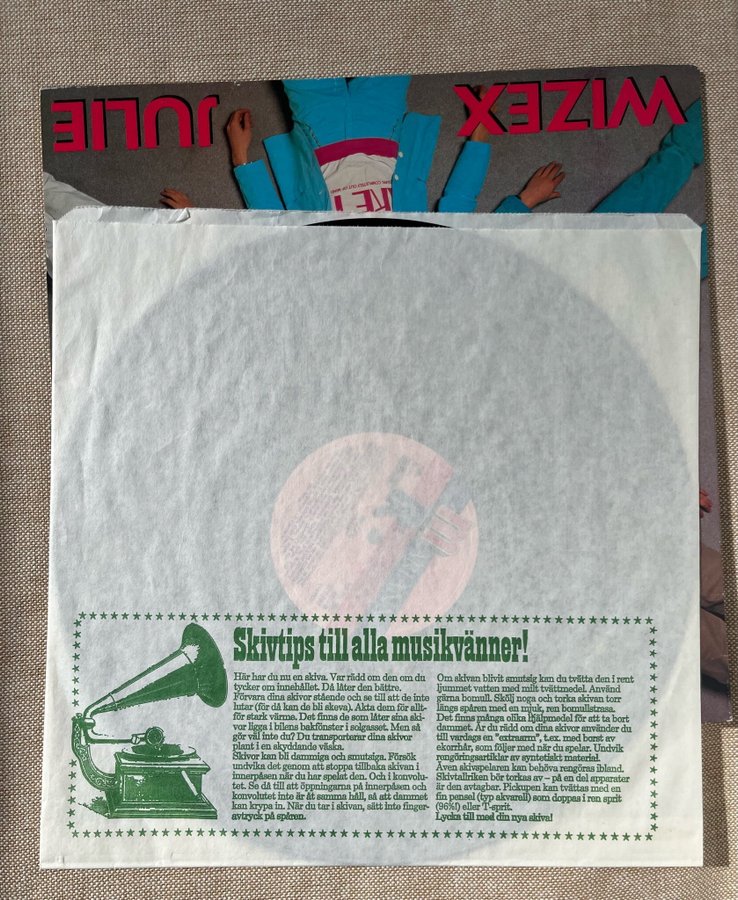 WIZEX
JULIE
Skivtips till alla musikvänner!
Här har du nu en skiva. Var rädd om den om du
tycker om innehållet. Då låter den bättre.
Förvara dina skivor stående och se till att de inte
lutar (för då kan de bli skeva). Akta dem för allt-
för stark värme. Det finns de som låter sina ski-
vor ligga i bilens bakfönster i solgasset. Men så
gör väl inte du? Du transporterar dina skivor
plant i en skyddande väska.
Skivor kan bli dammiga och smutsiga. Försök
undvika det genom att stoppa tillbaka skivan i
innerpåsen när du har spelat den. Och i konvolu-
tet. Se då till att öppningarna på innerpåsen och
konvolutet inte är åt samma håll, så att dammet
kan krypa in. När du tar i skivan, sätt inte finger-
avtryck på spåren.
Om skivan blivit smutsig kan du tvätta den i rent
ljummet vatten med milt tvättmedel. Använd
gärna bomull. Skölj noga och torka skivan torr
längs spåren med en mjuk, ren bomullstrasa.
Det finns många olika hjälpmedel för att ta bort
dammet. Är du rädd om dina skivor använder du
till vardags en "extraarm", t.ex. med borst av
ekorrhår, som följer med när du spelar. Undvik
rengöringsartiklar av syntetiskt material.
Även skivspelaren kan behöva rengöras ibland.
Skivtallriken bör torkas av – på en del apparater
är den avtagbar. Pickupen kan tvättas med en
fin pensel (typ akvarell) som doppas i ren sprit
(96%!) eller T-sprit.
Lycka till med din nya skiva!